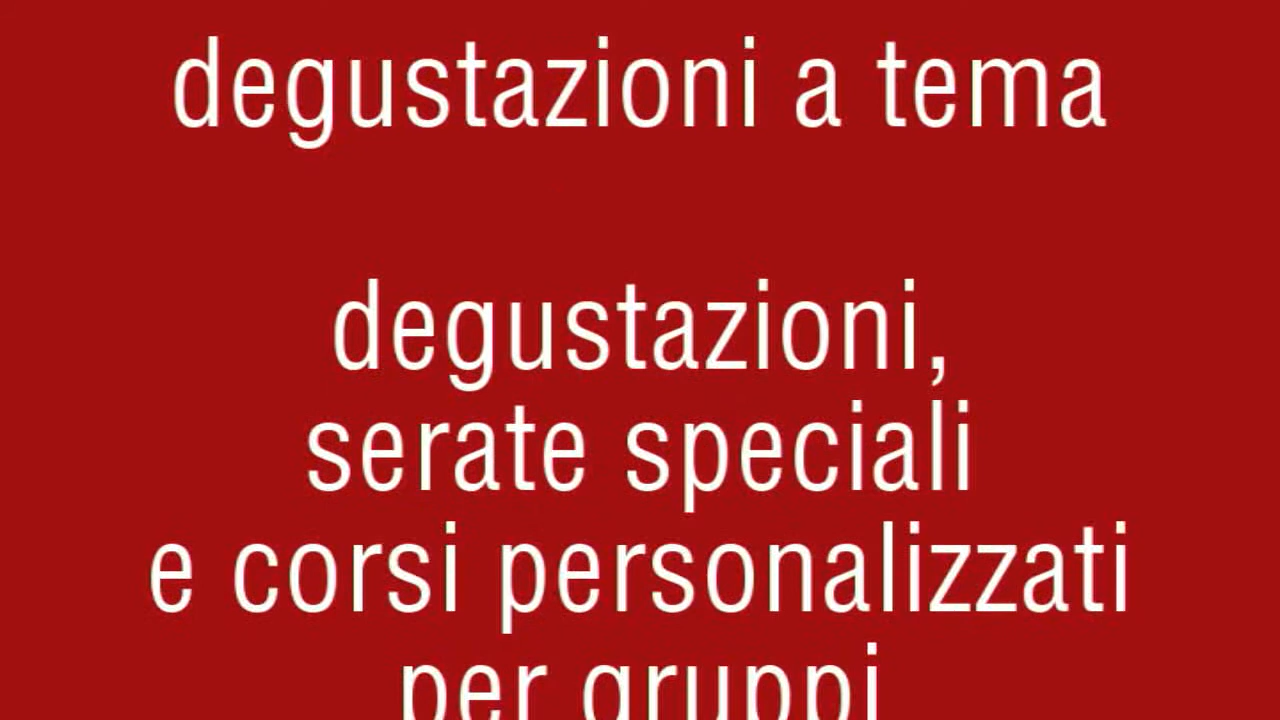 degustazioni a tema
degustazioni,
serate speciali
e corsi personalizzati
per gruppi